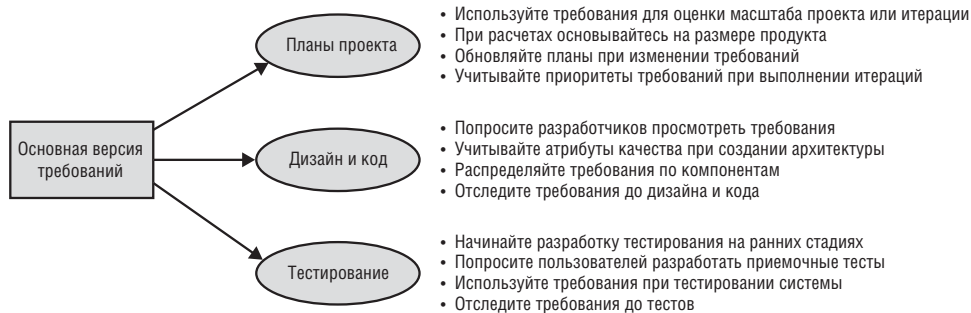 Планы проекта
• Используйте требования для оценки масштаба проекта или итерации
• При расчетах основывайтесь на размере продукта
• Обновляйте планы при изменении требований
• Учитывайте приоритеты требований при выполнении итераций
Основная версия
требований
Дизайн и код
• Попросите разработчиков просмотреть требования
• Учитывайте атрибуты качества при создании архитектуры
• Распределяйте требования по компонентам
• Отследите требования до дизайна и кода
Тестирование
• Начинайте разработку тестирования на ранних стадиях
• Попросите пользователей разработать приемочные тесты
• Используйте требования при тестировании системы
• Отследите требования до тестов